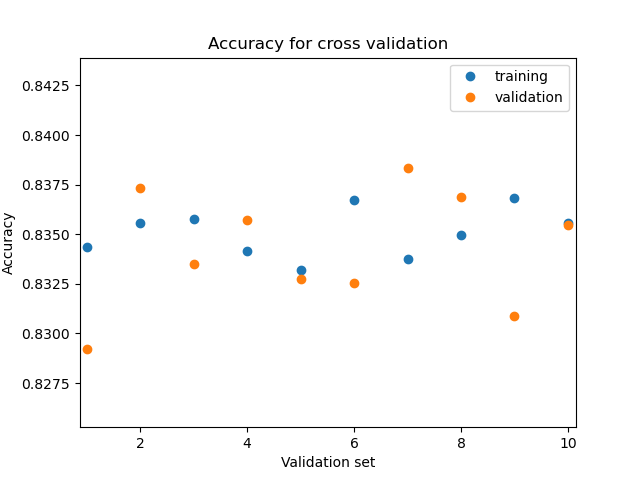 Accuracy for cross validation
training
validation
0.8425
0.8400
0.8375
0.8350
0.8325
0.8300
0.8275
Accuracy
2 4 6 8 10
Validation set